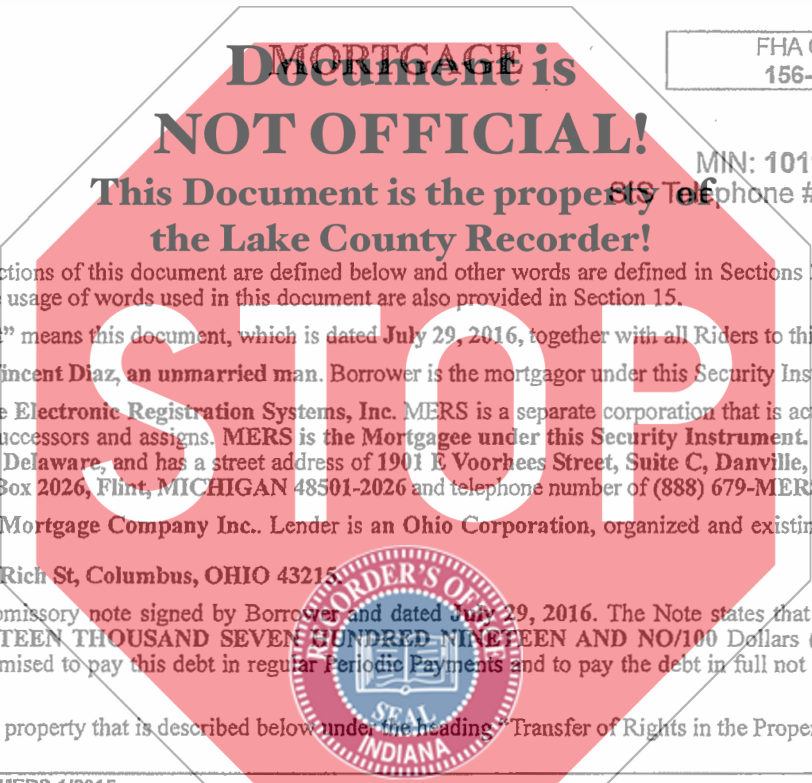 MORTGAGE
Document is
NOT OFFICIAL!
This Document is the property of
the Lake County Recorder!
FHA
156-
MIN: 101
SIS Telephone #
ctions of this document are defined below and other words are defined in Sections
usage of words used in this document are also provided in Section 15.
” means this document, which is dated July 29, 2016, together with all Riders to thi
incent Diaz, an unmarried man. Borrower is the mortgagor under this Security Ins
e Electronic Registration Systems, Inc. MERS is a separate corporation that is ac
uccessors and assigns. MERS is the Mortgagee under this Security Instrument.
Delaware, and has a street address of 1901 E Voorhees Street, Suite C, Danville,
Box 2026, Flint, MICHIGAN 48501-2026 and telephone number of (888) 679-MER
Mortgage Company Inc.. Lender is an Ohio Corporation, organized and existin
Rich St, Columbus, OHIO 43215.
omissory note signed by Borrower and dated July 29, 2016. The Note states that
TEEN THOUSAND SEVEN HUNDRED NINETEEN AND NO/100 Dollars (
mised to pay this debt in regular Periodic Payments and to pay the debt in full not
property that is described below under the heading “Transfer of Rights in the Proper
STOP
RECORDER'S OFFICE
SEAL
INDIANA